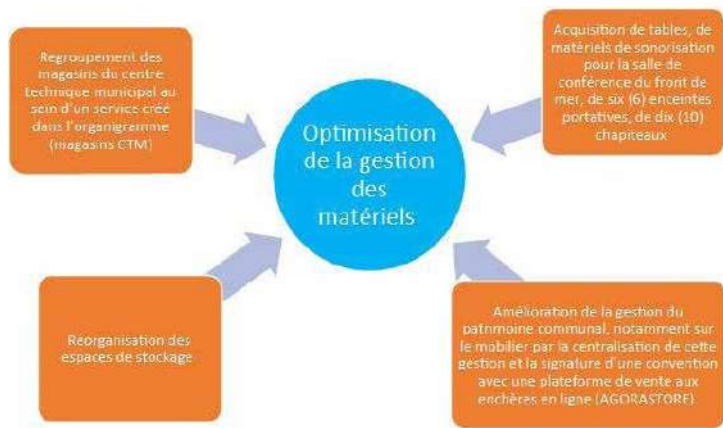 Regroupement des
magasins du centre
technique municipal au
sein d'un service créé
dans l'organigramme
(magasins CTM)
Acquisition de tables, de
matériels de sonorisation
pour la salle de
conférence du front de
mer, de six (6) enceintes
portatives, de dix (10)
chapiteaux
Optimisation
de la gestion
des
matériels
Réorganisation des
espaces de stockage
Amélioration de la gestion du
patrimoine communal, notamment sur
le mobilier par la centralisation de cette
gestion et la signature d'une convention
avec une plateforme de vente aux
enchères en ligne (AGORASTORE)